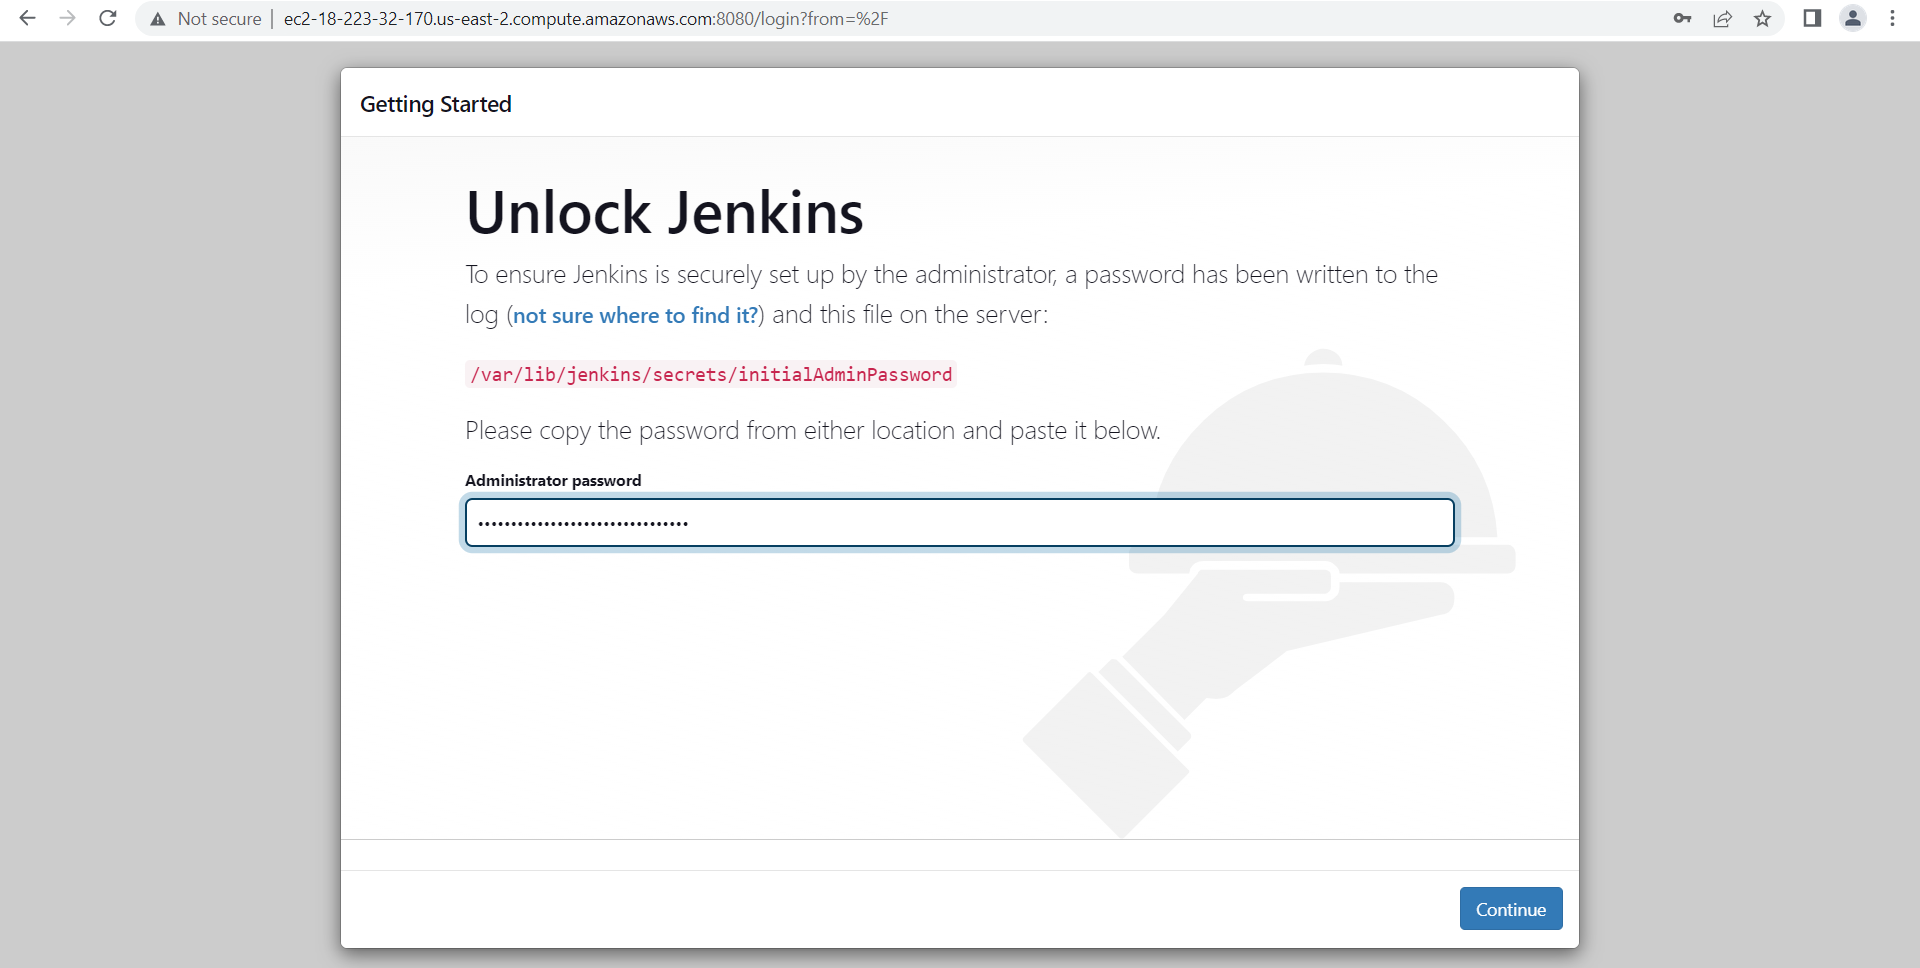 Not secure | ec2-18-223-32-170.us-east-2.compute.amazonaws.com:8080/login?from=%2F
Getting Started
Unlock Jenkins
To ensure Jenkins is securely set up by the administrator, a password has been written to the
log (not sure where to find it?) and this file on the server:
/var/lib/jenkins/secrets/initialAdminPassword
Please copy the password from either location and paste it below.
Administrator password
••••••••••••••••••••••••••••••••
Continue